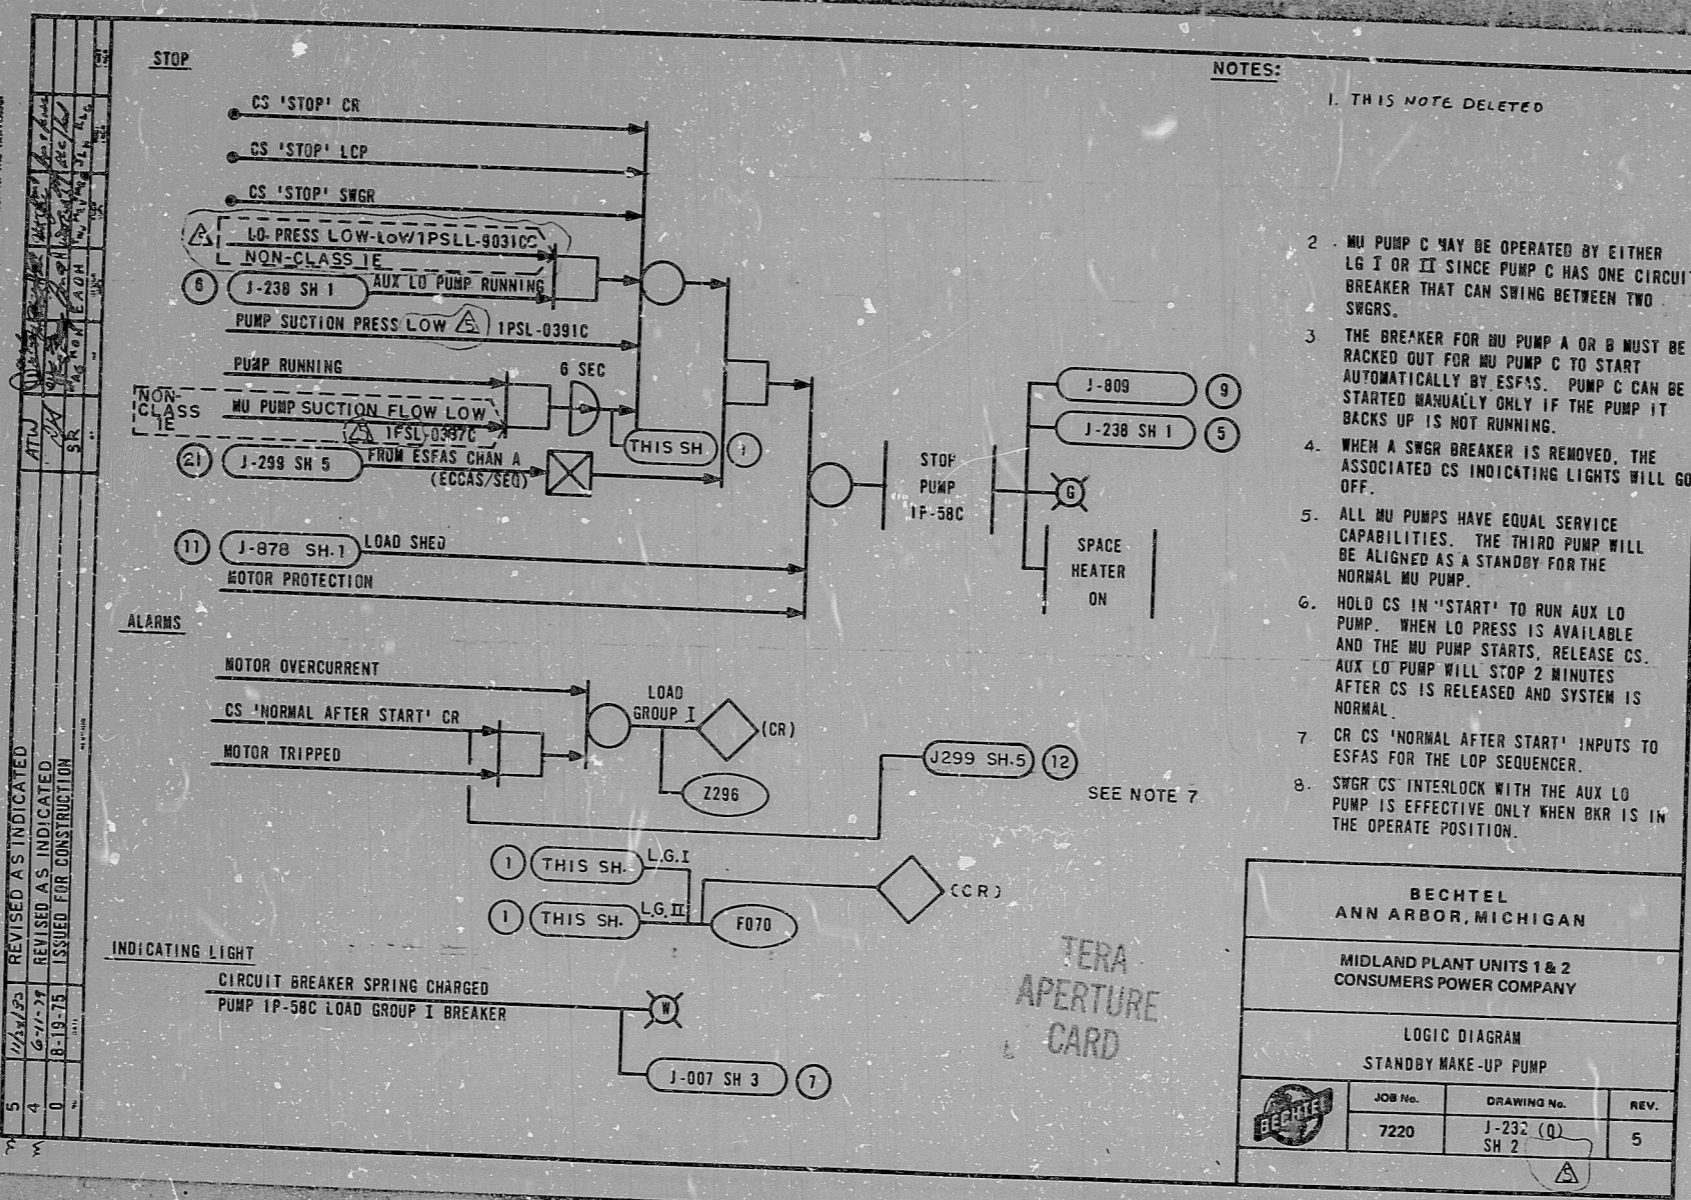 STOP
CS 'STOP' CR
CS 'STOP' LCP
CS 'STOP' SWGR
5
LO PRESS LOW-LOW/1PSLL-9031CC
NON-CLASS IE
6
J-238 SH 1
AUX LO PUMP RUNNING
PUMP SUCTION PRESS LOW 5 1PSL-0391C
PUMP RUNNING
6 SEC
NON-
CLASS
IE
MU PUMP SUCTION FLOW LOW
5 1FSL-0387C
THIS SH.
1
21
J-299 SH 5
FROM ESFAS CHAN A
(ECCAS/SEQ)
11
J-878 SH.1
LOAD SHED
MOTOR PROTECTION
STOP
PUMP
1P-58C
J-809
9
J-238 SH 1
5
G
SPACE
HEATER
ON
ALARMS
MOTOR OVERCURRENT
CS 'NORMAL AFTER START' CR
MOTOR TRIPPED
LOAD
GROUP I
(CR)
Z296
J299 SH.5
12
SEE NOTE 7
1
THIS SH.
L.G.I
1
THIS SH.
L.G.II
F070
(CR)
INDICATING LIGHT
CIRCUIT BREAKER SPRING CHARGED
PUMP 1P-58C LOAD GROUP I BREAKER
W
J-007 SH 3
7
NOTES:
1. THIS NOTE DELETED
2. MU PUMP C MAY BE OPERATED BY EITHER
LG I OR II SINCE PUMP C HAS ONE CIRCUIT
BREAKER THAT CAN SWING BETWEEN TWO
SWGRS.
3 THE BREAKER FOR MU PUMP A OR B MUST BE
RACKED OUT FOR MU PUMP C TO START
AUTOMATICALLY BY ESFAS. PUMP C CAN BE
STARTED MANUALLY ONLY IF THE PUMP IT
BACKS UP IS NOT RUNNING.
4. WHEN A SWGR BREAKER IS REMOVED, THE
ASSOCIATED CS INDICATING LIGHTS WILL GO
OFF.
5. ALL MU PUMPS HAVE EQUAL SERVICE
CAPABILITIES. THE THIRD PUMP WILL
BE ALIGNED AS A STANDBY FOR THE
NORMAL MU PUMP.
6. HOLD CS IN 'START' TO RUN AUX LO
PUMP. WHEN LO PRESS IS AVAILABLE
AND THE MU PUMP STARTS, RELEASE CS.
AUX LO PUMP WILL STOP 2 MINUTES
AFTER CS IS RELEASED AND SYSTEM IS
NORMAL.
7 CR CS 'NORMAL AFTER START' INPUTS TO
ESFAS FOR THE LOP SEQUENCER.
8. SWGR CS INTERLOCK WITH THE AUX LO
PUMP IS EFFECTIVE ONLY WHEN BKR IS IN
THE OPERATE POSITION.
TERA
APERTURE
CARD
BECHTEL
ANN ARBOR, MICHIGAN
MIDLAND PLANT UNITS 1 & 2
CONSUMERS POWER COMPANY
LOGIC DIAGRAM
STANDBY MAKE-UP PUMP
BECHTEL
JOB No.
7220
DRAWING No.
J-232 (Q)
SH 2
REV.
5
5
5 11/28/83 REVISED AS INDICATED ATW
4 6-11-79 REVISED AS INDICATED
0 8-19-75 ISSUED FOR CONSTRUCTION SR